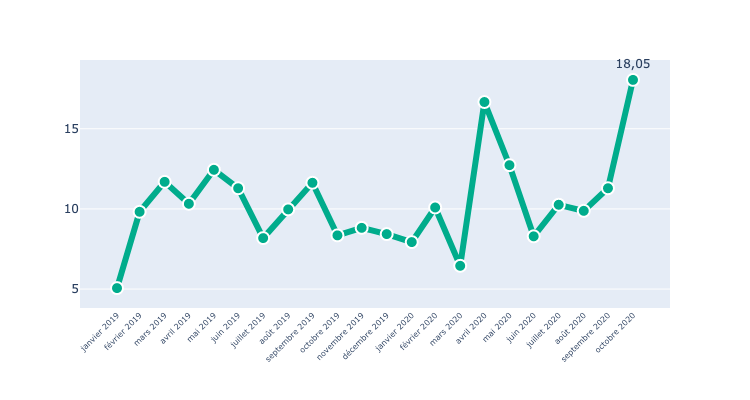 18,05
15
10
5
janvier 2019
février 2019
mars 2019
avril 2019
mai 2019
juin 2019
juillet 2019
août 2019
septembre 2019
octobre 2019
novembre 2019
décembre 2019
janvier 2020
février 2020
mars 2020
avril 2020
mai 2020
juin 2020
juillet 2020
août 2020
septembre 2020
octobre 2020